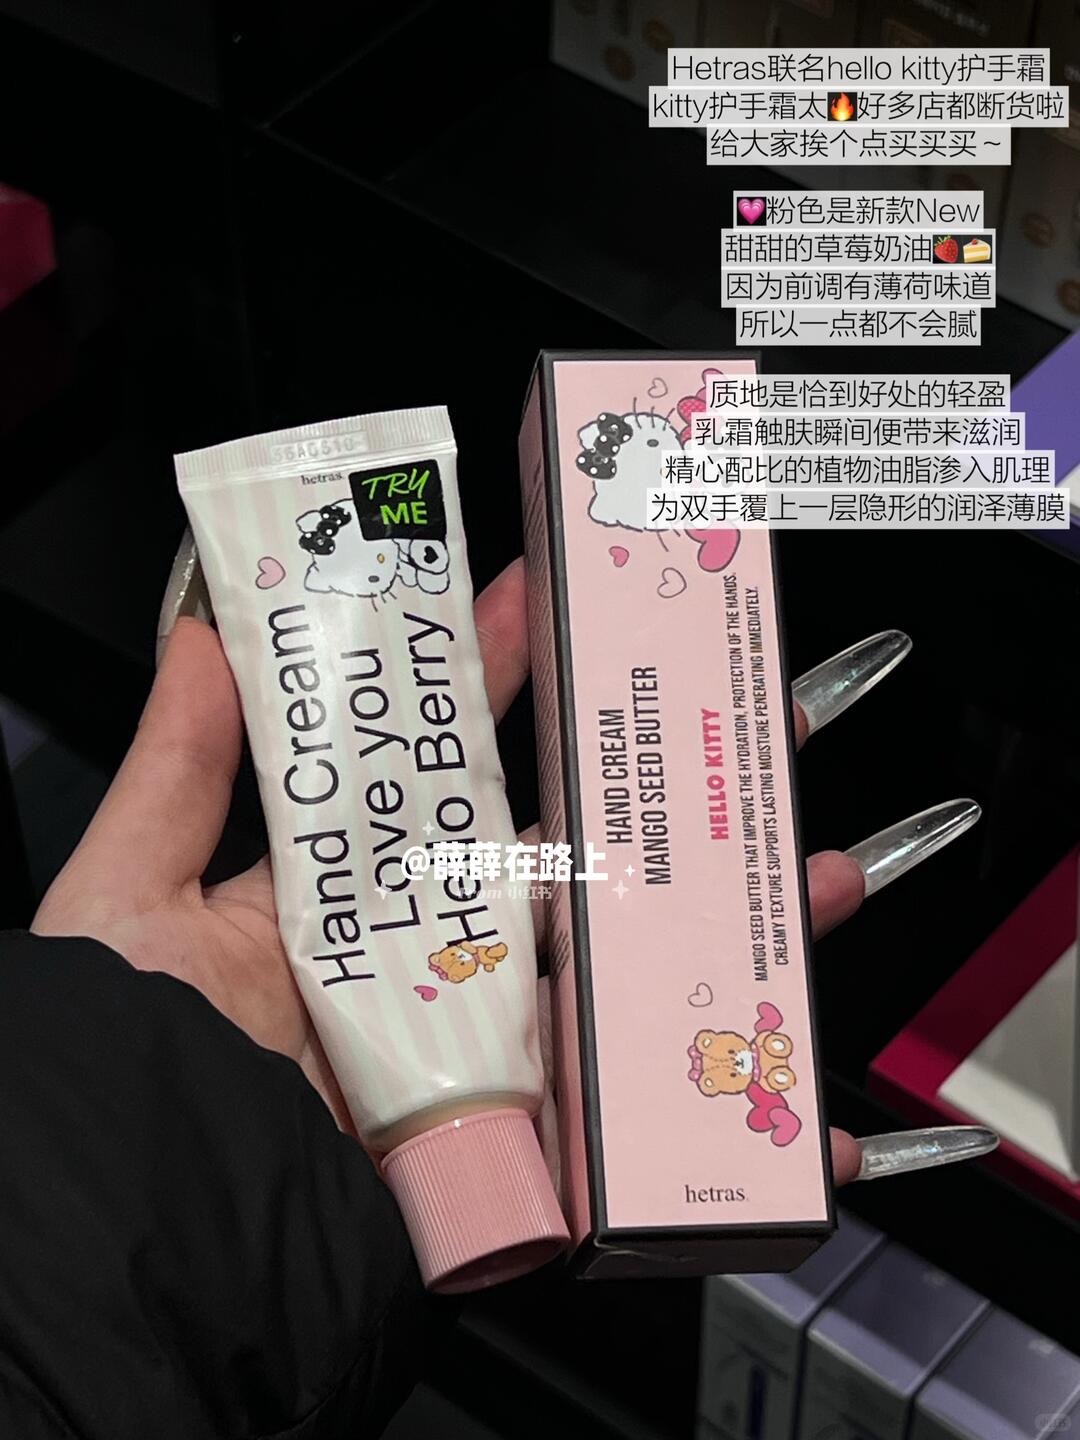 Hetras联名hello kitty护手霜
kitty护手霜太🔥好多店都断货啦
给大家挨个点买买买～
💗粉色是新款New
甜甜的草莓奶油🍓🍰
因为前调有薄荷味道
所以一点都不会腻
质地是恰到好处的轻盈
乳霜触肤瞬间便带来滋润
精心配比的植物油脂渗入肌理
为双手覆上一层隐形的润泽薄膜
hetras.
TRY
ME
Hand Cream
Love you
Hello Berry
HAND CREAM
MANGO SEED BUTTER
HELLO KITTY
MANGO SEED BUTTER THAT IMPROVE THE HYDRATION, PROTECTION OF THE HANDS.
CREAMY TEXTURE SUPPORTS LASTING MOISTURE PENERATING IMMEDIATELY.
hetras.
@薛薛在路上
From 小红书
小红书